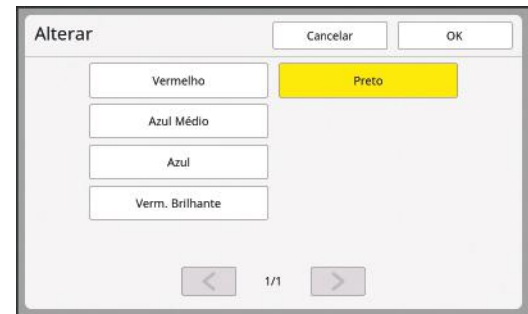 Alterar
Cancelar
OK
Vermelho
Preto
Azul Médio
Azul
Verm. Brilhante
1/1